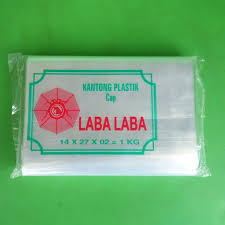 KANTONG PLASTIK
Cap
LABA LABA
14 X 27 X 02 = 1 KG